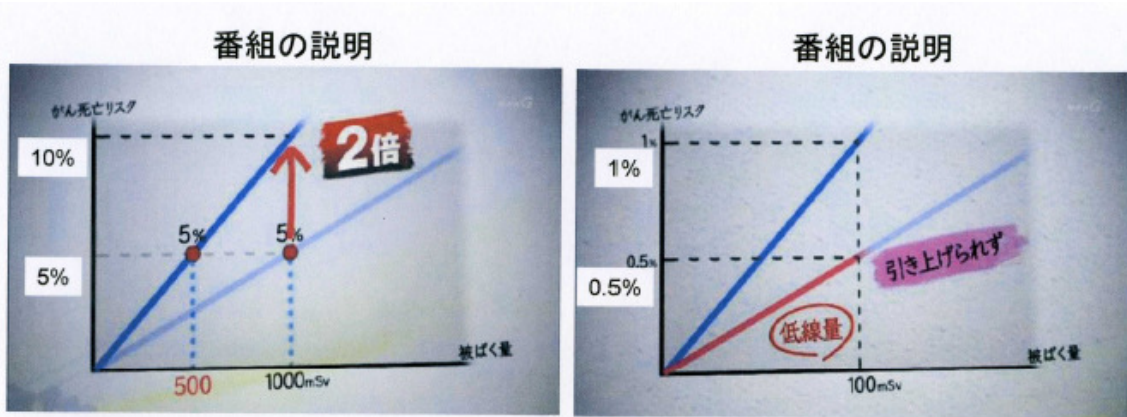 番組の説明
がん死亡リスク
10%
2倍
5%
5%
5%
被ばく量
500
1000mSv
番組の説明
がん死亡リスク
1%
1%
0.5%
0.5%
引き上げられず
低線量
被ばく量
100mSv